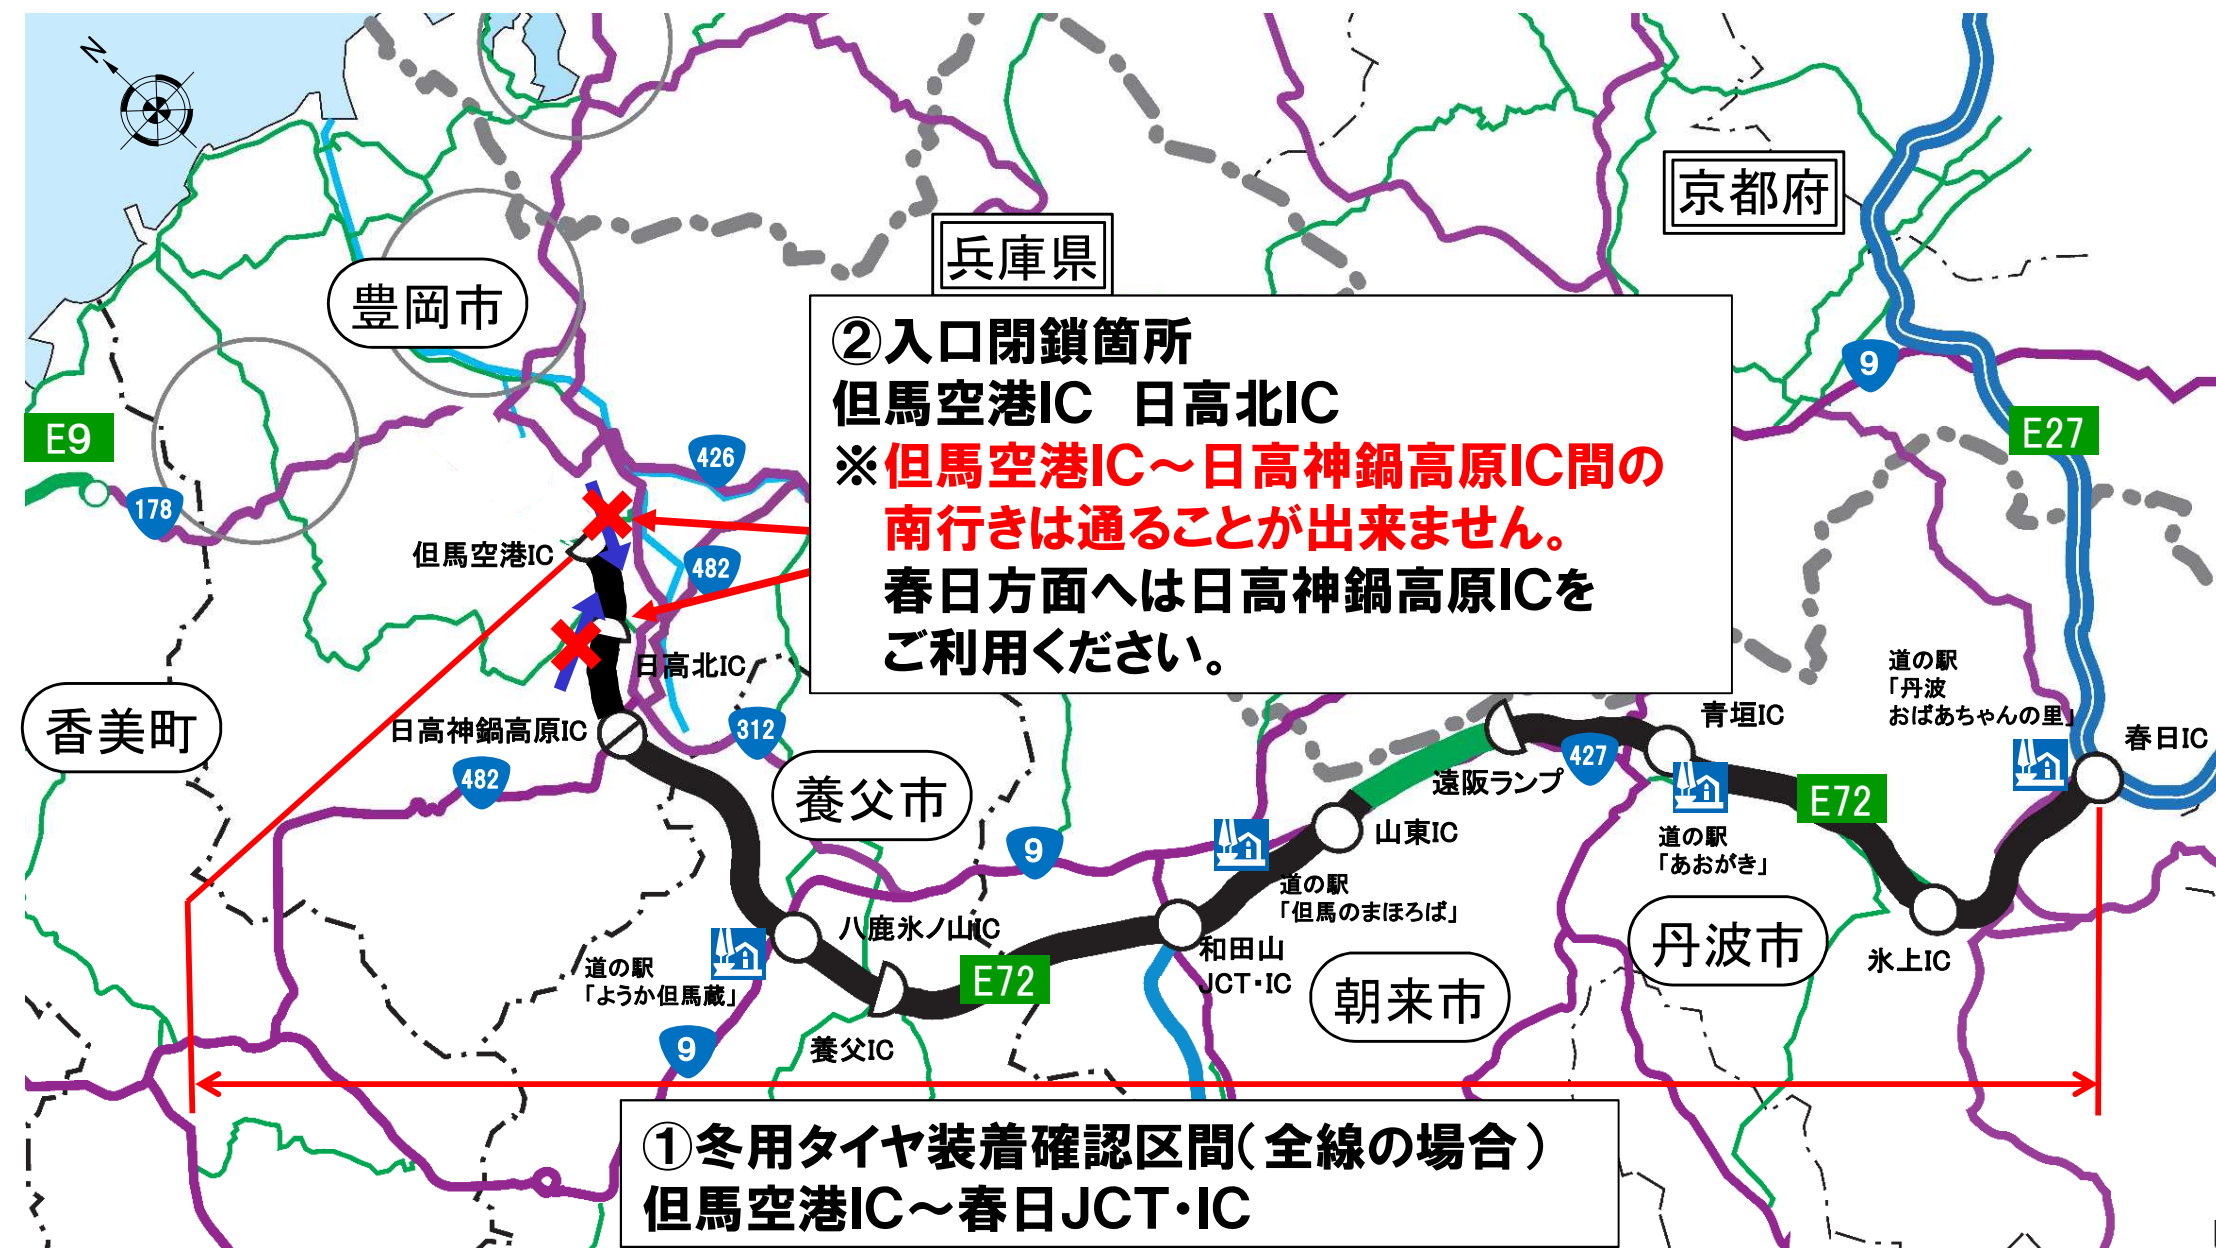 N
京都府
兵庫県
豊岡市
②入口閉鎖箇所
但馬空港IC 日高北IC
※但馬空港IC～日高神鍋高原IC間の
南行きは通ることが出来ません。
春日方面へは日高神鍋高原ICを
ご利用ください。
9
E27
E9
178
426
482
但馬空港IC
日高北IC
日高神鍋高原IC
香美町
482
312
養父市
9
道の駅
「丹波
おばあちゃんの里」
春日IC
青垣IC
427
遠阪ランプ
E72
山東IC
道の駅
「あおがき」
道の駅
「但馬のまほろば」
八鹿氷ノ山IC
道の駅
「ようか但馬蔵」
E72
和田山
JCT・IC
朝来市
丹波市
氷上IC
養父IC
9
①冬用タイヤ装着確認区間(全線の場合)
但馬空港IC～春日JCT・IC